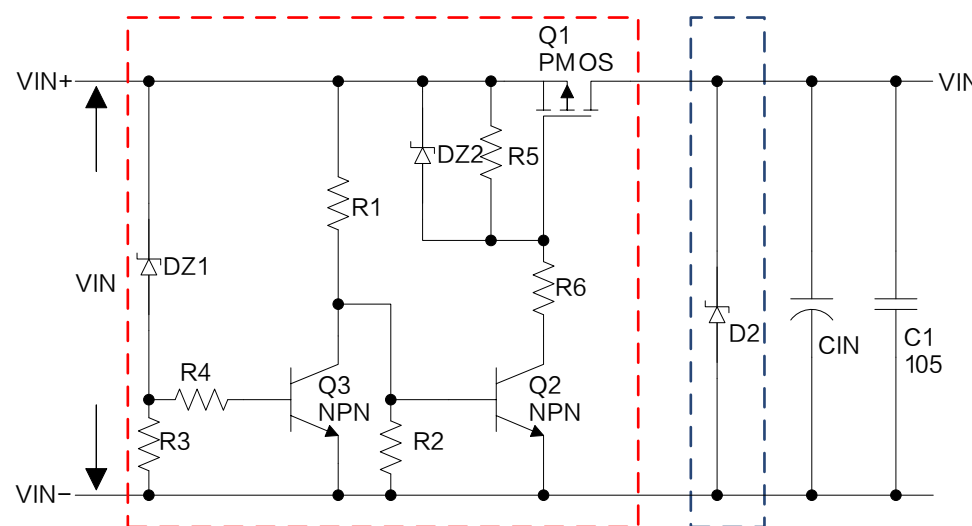 Q1
PMOS
VIN+
VIN
DZ2
R5
R1
DZ1
VIN
R6
D2
CIN
C1
105
R4
Q3
NPN
Q2
NPN
R3
R2
VIN−